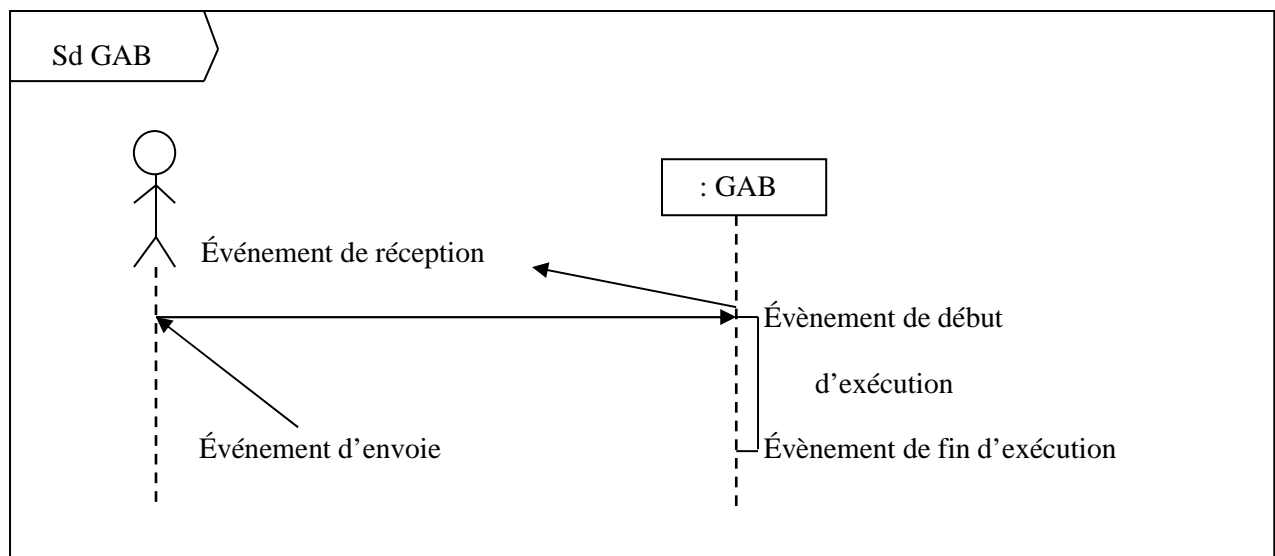 Sd GAB
: GAB
Événement de réception
Évènement de début
d’exécution
Événement d’envoie
Évènement de fin d’exécution